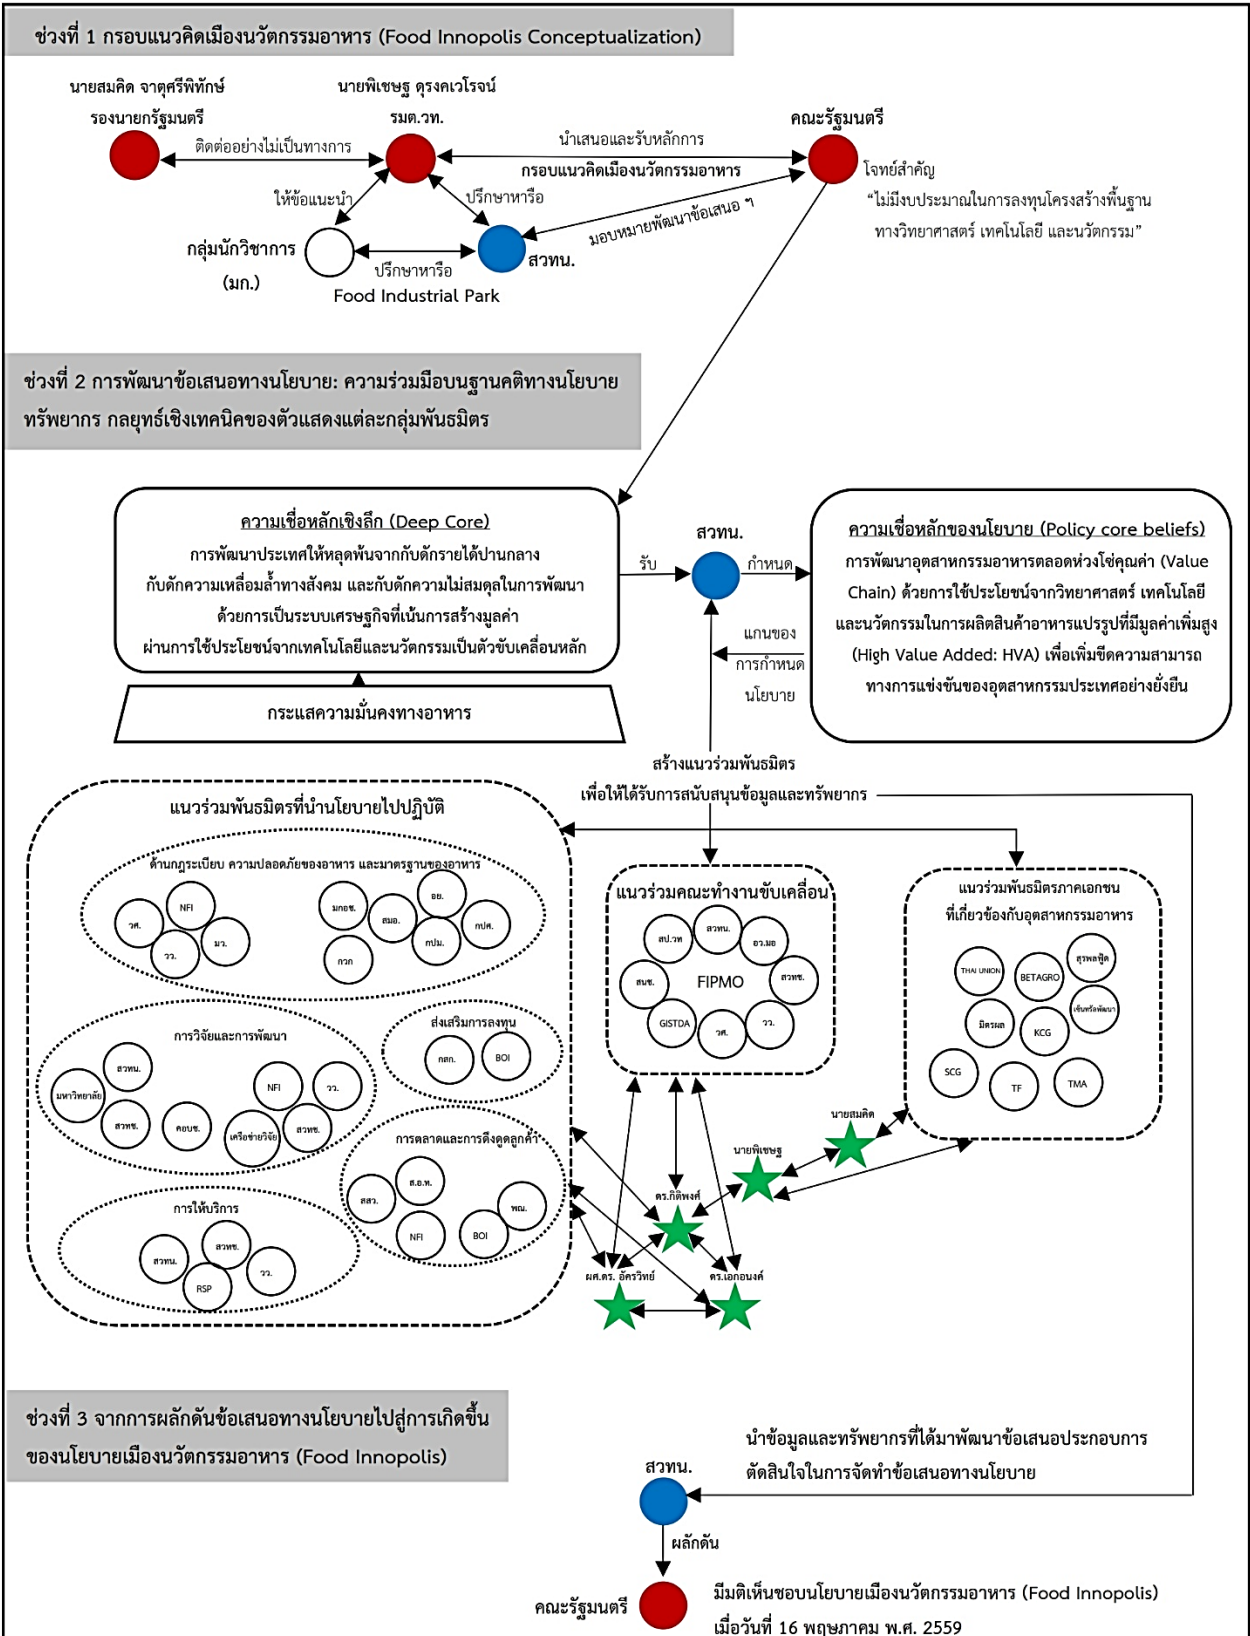 ช่วงที่ 1 กรอบแนวคิดเมืองนวัตกรรมอาหาร (Food Innopolis Conceptualization)
นายสมคิด จาตุศรีพิทักษ์
รองนายกรัฐมนตรี
นายพิเชษฐ ดุรงคเวโรจน์
รมต.วท.
คณะรัฐมนตรี
ติดต่ออย่างไม่เป็นทางการ
นำเสนอและรับหลักการ
กรอบแนวคิดเมืองนวัตกรรมอาหาร
โจทย์สำคัญ
“ไม่มีงบประมาณในการลงทุนโครงสร้างพื้นฐาน
ทางวิทยาศาสตร์ เทคโนโลยี และนวัตกรรม”
ให้ข้อแนะนำ
ปรึกษาหารือ
มอบหมายพัฒนาข้อเสนอ ฯ
กลุ่มนักวิชาการ
(มก.)
ปรึกษาหารือ
สวทน.
Food Industrial Park
ช่วงที่ 2 การพัฒนาข้อเสนอทางนโยบาย: ความร่วมมือบนฐานคติทางนโยบาย
ทรัพยากร กลยุทธ์เชิงเทคนิคของตัวแสดงแต่ละกลุ่มพันธมิตร
ความเชื่อหลักเชิงลึก (Deep Core)
การพัฒนาประเทศให้หลุดพ้นจากกับดักรายได้ปานกลาง
กับดักความเหลื่อมล้ำทางสังคม และกับดักความไม่สมดุลในการพัฒนา
ด้วยการเป็นระบบเศรษฐกิจที่เน้นการสร้างมูลค่า
ผ่านการใช้ประโยชน์จากเทคโนโลยีและนวัตกรรมเป็นตัวขับเคลื่อนหลัก
กระแสความมั่นคงทางอาหาร
รับ
สวทน.
กำหนด
ความเชื่อหลักของนโยบาย (Policy core beliefs)
การพัฒนาอุตสาหกรรมอาหารตลอดห่วงโซ่คุณค่า (Value
Chain) ด้วยการใช้ประโยชน์จากวิทยาศาสตร์ เทคโนโลยี
และนวัตกรรมในการผลิตสินค้าอาหารแปรรูปที่มีมูลค่าเพิ่มสูง
(High Value Added: HVA) เพื่อเพิ่มขีดความสามารถ
ทางการแข่งขันของอุตสาหกรรมประเทศอย่างยั่งยืน
แกนของ
การกำหนด
นโยบาย
สร้างแนวร่วมพันธมิตร
เพื่อให้ได้รับการสนับสนุนข้อมูลและทรัพยากร
แนวร่วมพันธมิตรที่นำนโยบายไปปฏิบัติ
ด้านกฎระเบียบ ความปลอดภัยของอาหาร และมาตรฐานของอาหาร
วศ.
NFI
วว.
มว.
มกอช.
สมอ.
อย.
กปม.
กปศ.
กวก
การวิจัยและการพัฒนา
มหาวิทยาลัย
สวทน.
สวทช.
คอบช.
NFI
เครือข่ายวิจัย
สวทช.
วว.
ส่งเสริมการลงทุน
กสก.
BOI
การตลาดและการดึงดูดลูกค้า
สสว.
ส.อ.ท.
NFI
BOI
พณ.
การให้บริการ
สวทน.
สวทช.
RSP
วว.
แนวร่วมคณะทำงานขับเคลื่อน
สป.วท
สวทน.
อว.มอ
สนช.
FIPMO
สวทช.
GISTDA
วศ.
วว.
แนวร่วมพันธมิตรภาคเอกชน
ที่เกี่ยวข้องกับอุตสาหกรรมอาหาร
THAI UNION
BETAGRO
สุรพลฟู้ด
มิตรผล
KCG
เซ็นทรัลพัฒนา
SCG
TF
TMA
นายสมคิด
นายพิเชษฐ
ดร.กิติพงศ์
ผศ.ดร. อัครวิทย์
ดร.เอกอนงค์
ช่วงที่ 3 จากการผลักดันข้อเสนอทางนโยบายไปสู่การเกิดขึ้น
ของนโยบายเมืองนวัตกรรมอาหาร (Food Innopolis)
นำข้อมูลและทรัพยากรที่ได้มาพัฒนาข้อเสนอประกอบการ
ตัดสินใจในการจัดทำข้อเสนอทางนโยบาย
สวทน.
ผลักดัน
คณะรัฐมนตรี
มีมติเห็นชอบนโยบายเมืองนวัตกรรมอาหาร (Food Innopolis)
เมื่อวันที่ 16 พฤษภาคม พ.ศ. 2559